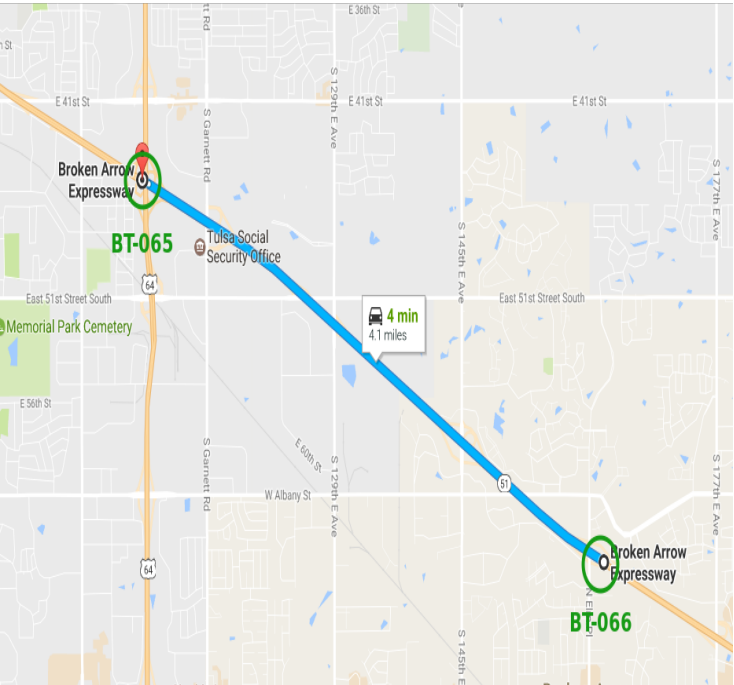 tt Rd
E 36th St
h St
E 41st St
E 41st St
E 41st St
S 129th E Ave
S Garnett Rd
Broken Arrow
Expressway
S 177th E Ave
BT-065
Tulsa Social
Security Office
S 145th E Ave
64
East 51st Street South
East 51st Street South
4 min
4.1 miles
Memorial Park Cemetery
E 56th St
E 60th St
S Garnett Rd
S 129th E Ave
S 177th E Ave
51
W Albany St
Broken Arrow
Expressway
64
BT-066
S 145th E